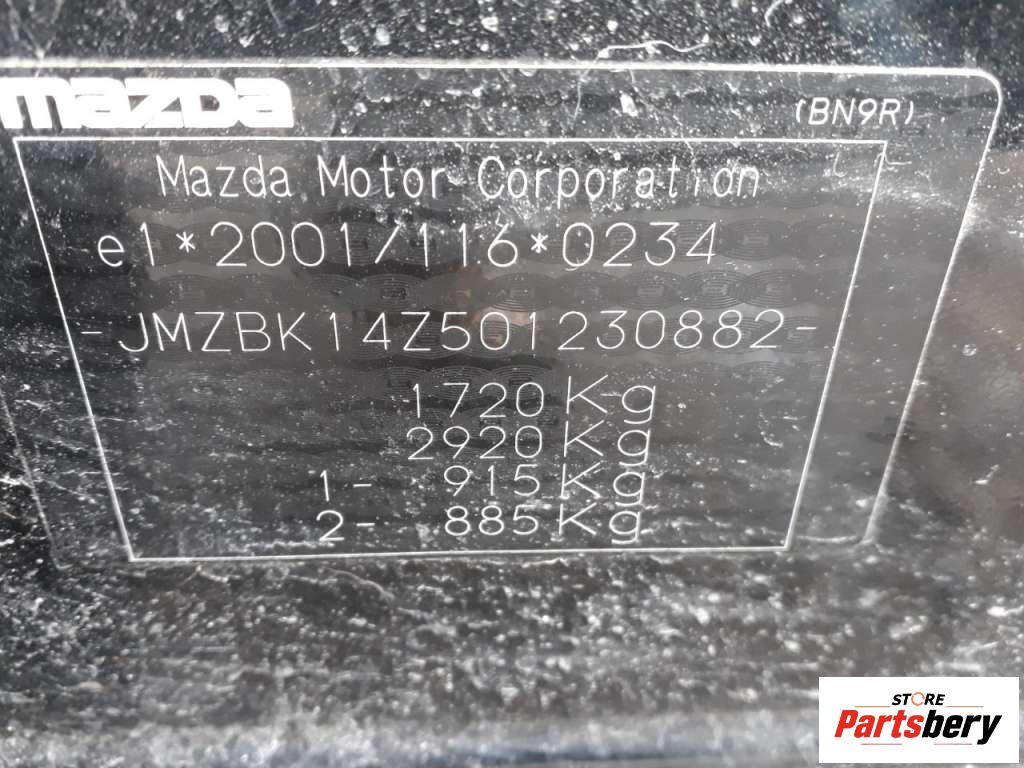 mazda
(BN9R)
Mazda Motor Corporation
e1*2001/116*0234
-JMZBK14Z501230882-
1720 Kg
2920 Kg
1- 915 Kg
2- 885 Kg
STORE
Partsbery